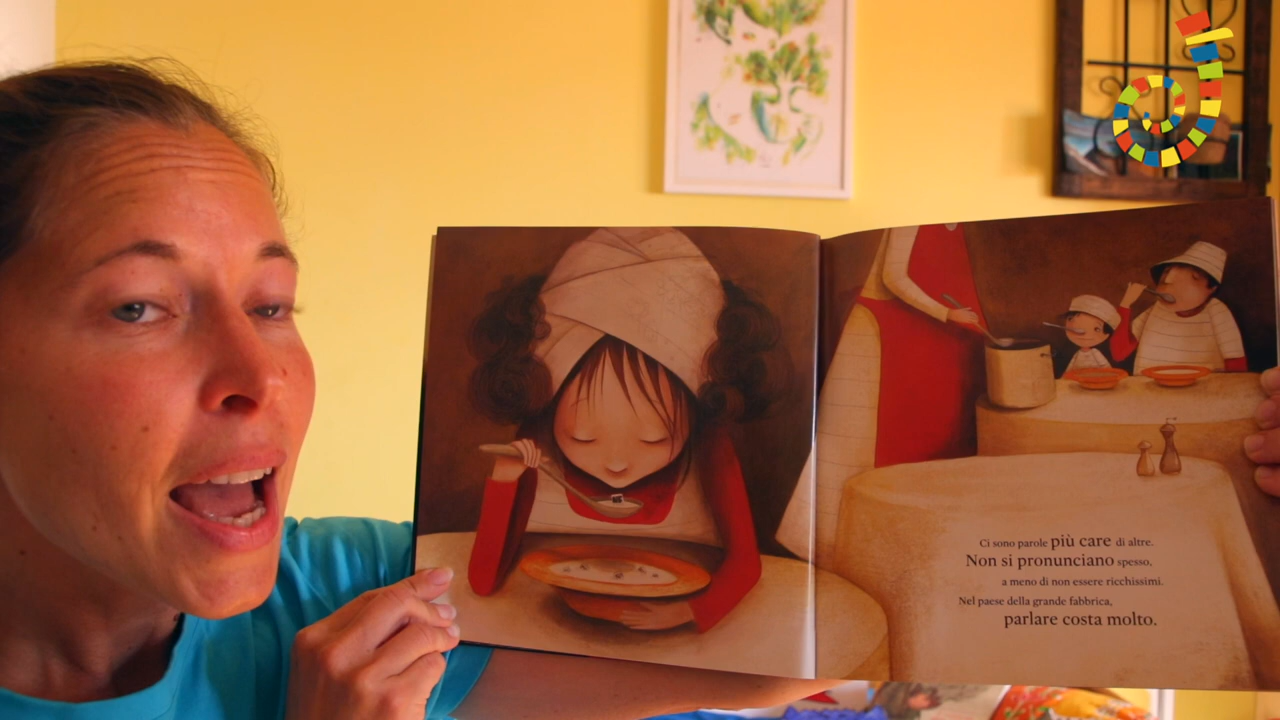 Ci sono parole più care di altre.
Non si pronunciano spesso,
a meno di non essere ricchissimi.
Nel paese della grande fabbrica,
parlare costa molto.